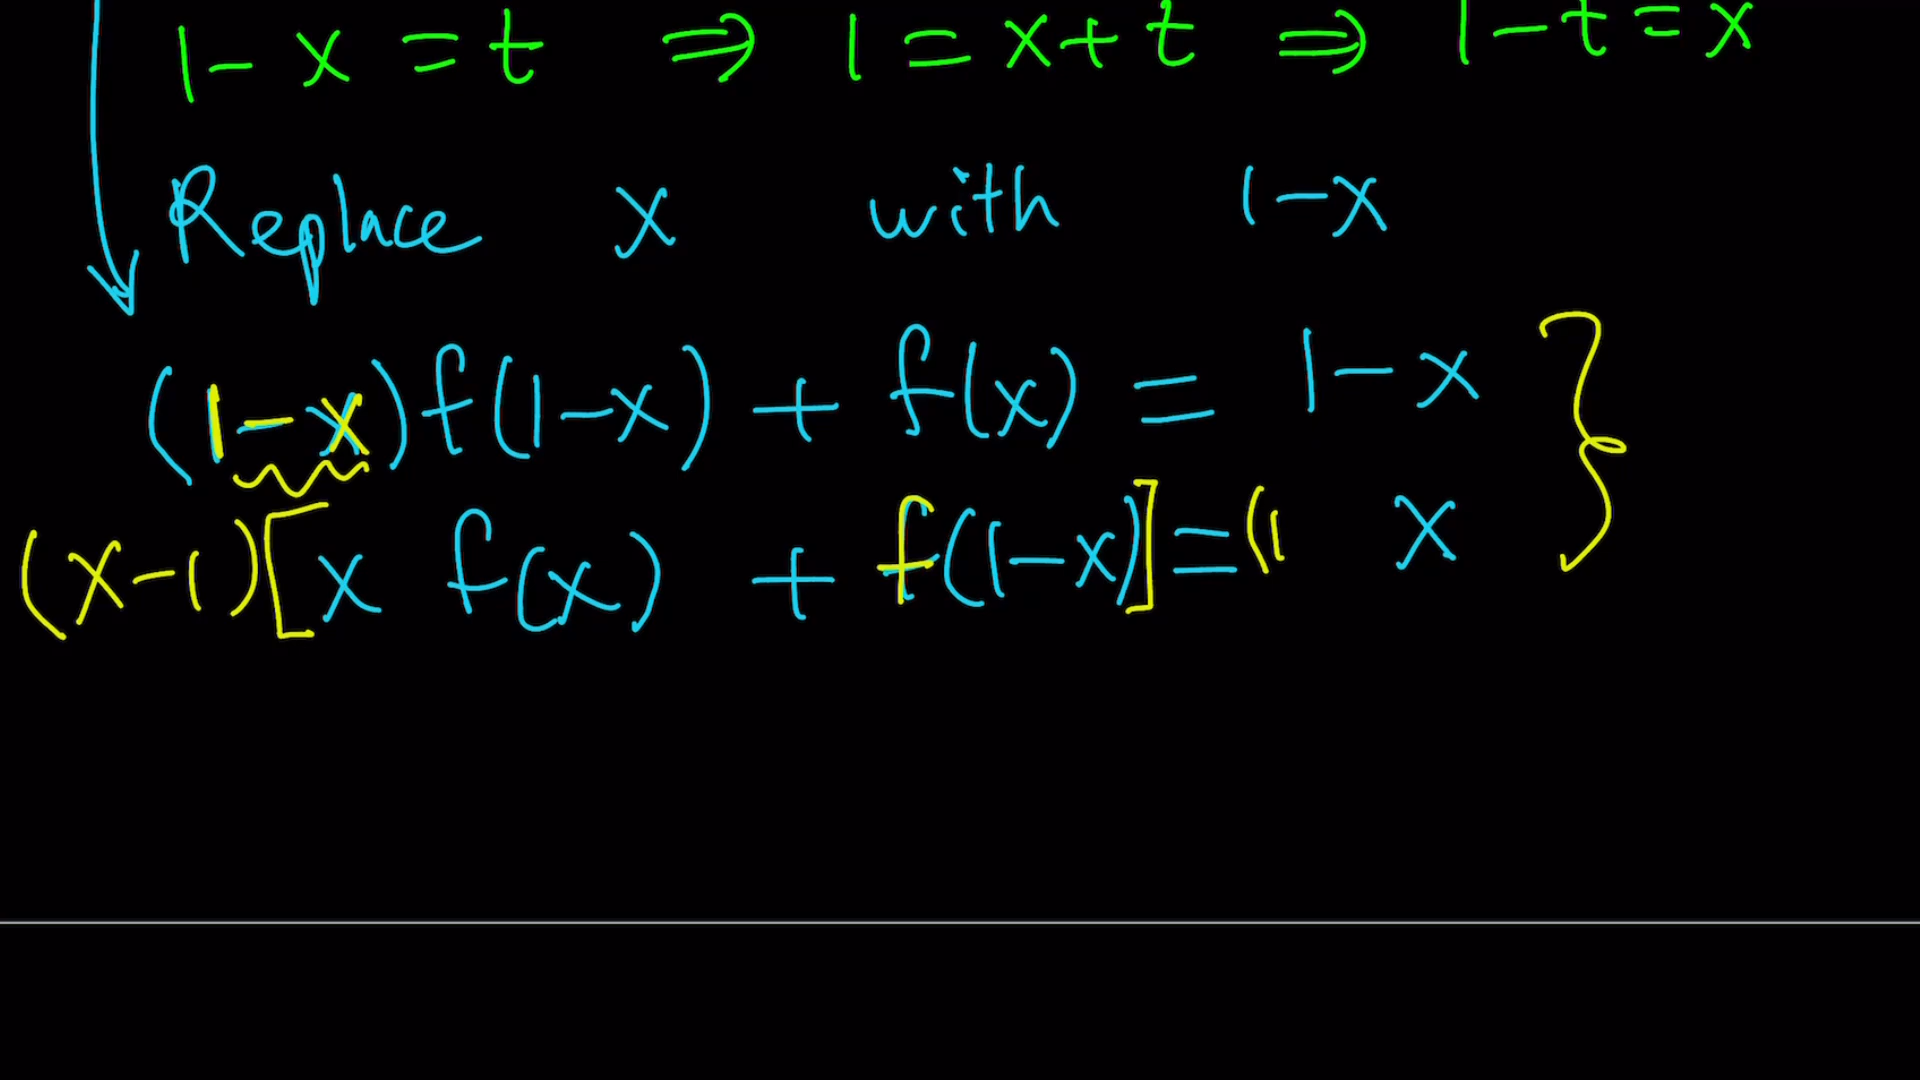 1 - x = t ⇒ 1 = x + t ⇒ 1 - t = x
Replace x with 1 - x
(1 - x) f(1 - x) + f(x) = 1 - x
(x - 1) [x f(x) + f(1 - x)] = (1 x